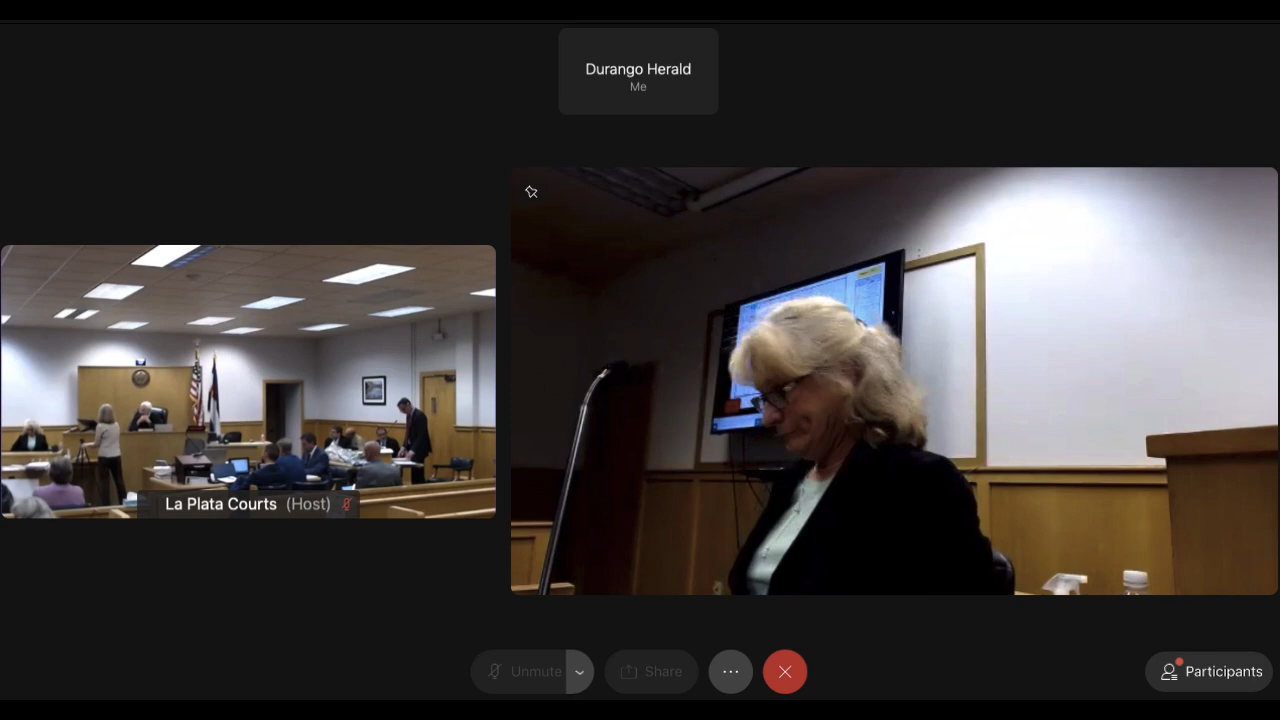 Durango Herald
Me
La Plata Courts (Host)
Unmute
Share
Participants